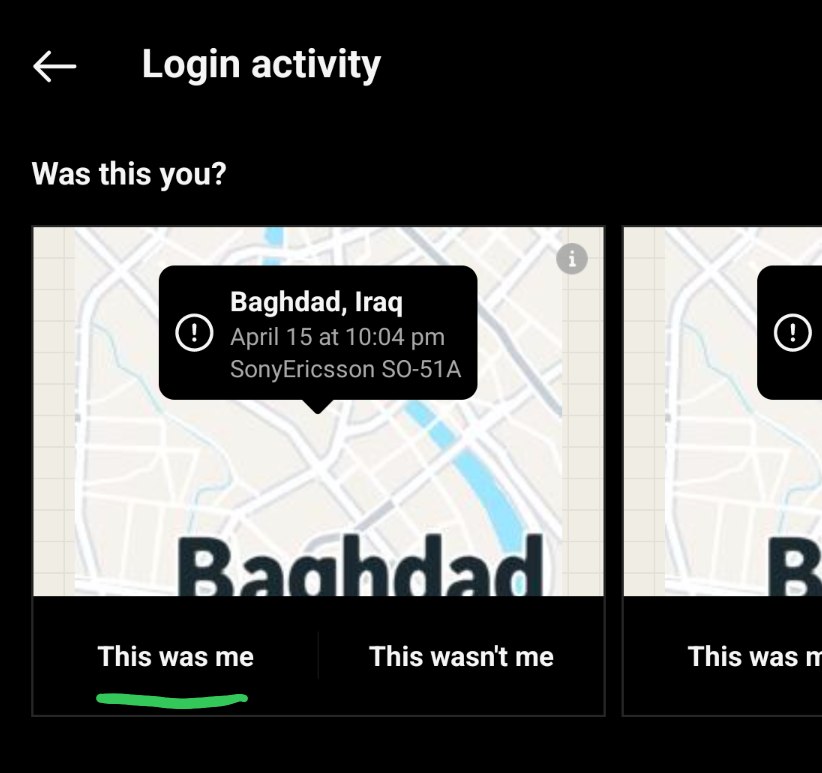 Login activity
Was this you?
Baghdad, Iraq
April 15 at 10:04 pm
SonyEricsson SO-51A
Baghdad
This was me
This wasn't me
This was m
B